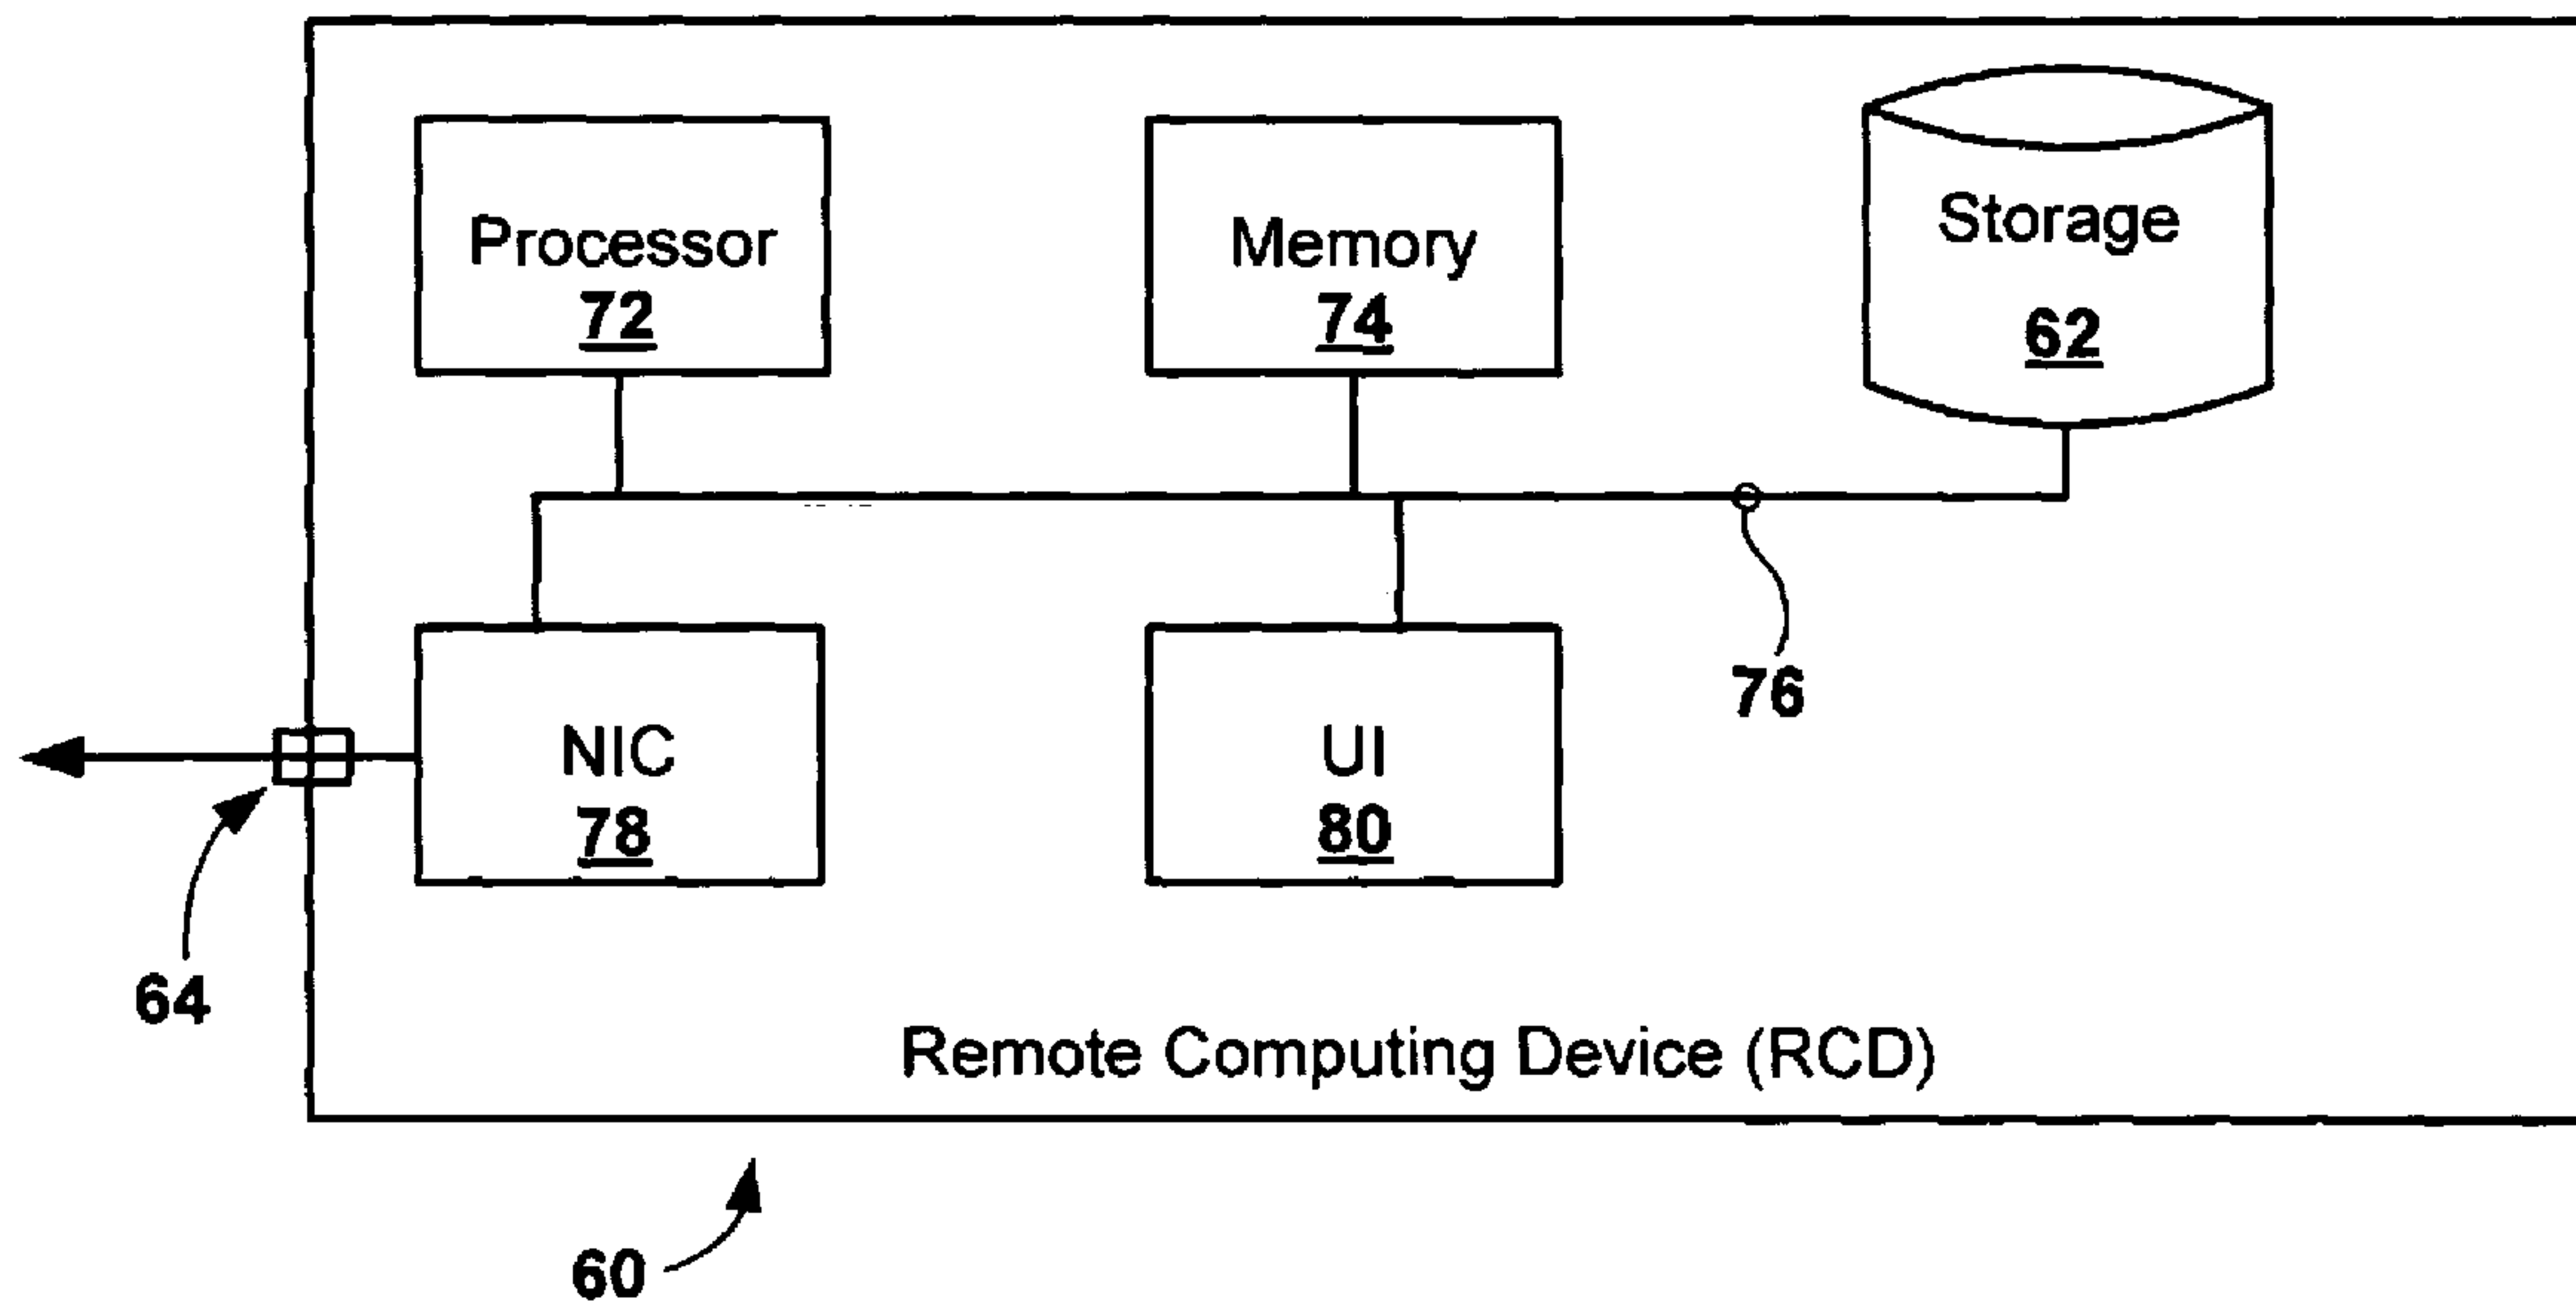 Processor
72
Memory
74
Storage
62
76
NIC
78
UI
80
64
Remote Computing Device (RCD)
60